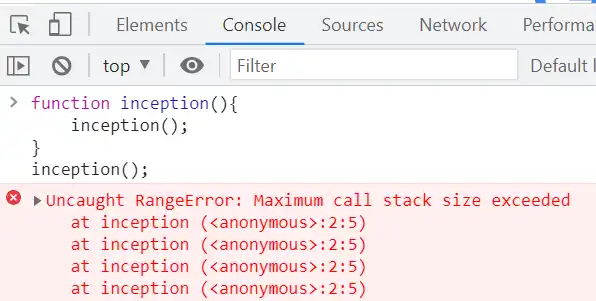 Elements Console Sources Network Performa
top ▼ Filter Default l
> function inception(){
    inception();
}
inception();
▶Uncaught RangeError: Maximum call stack size exceeded
    at inception (<anonymous>:2:5)
    at inception (<anonymous>:2:5)
    at inception (<anonymous>:2:5)
    at inception (<anonymous>:2:5)